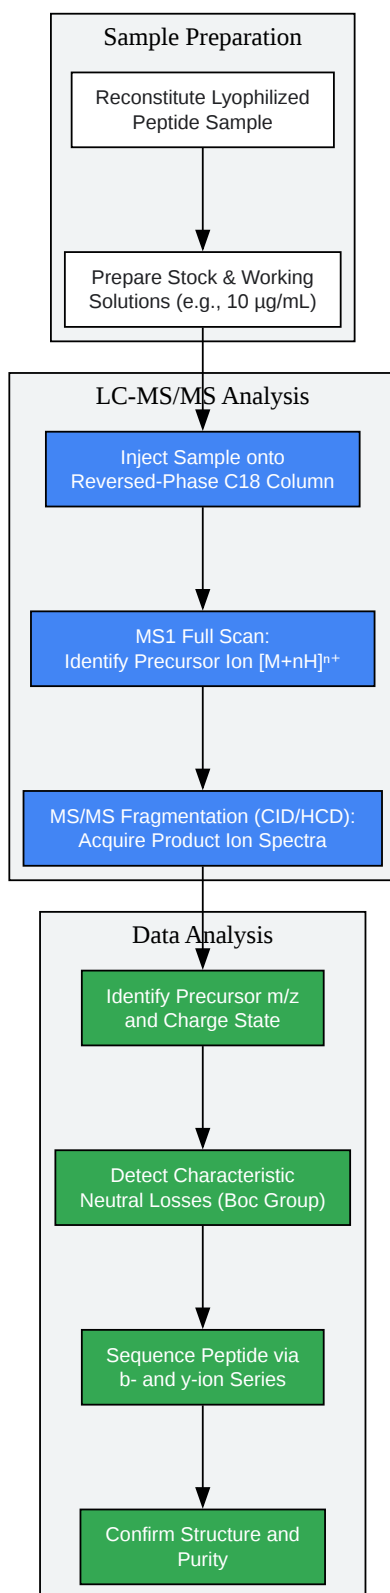 Sample Preparation
Reconstitute Lyophilized
Peptide Sample
Prepare Stock & Working
Solutions (e.g., 10 µg/mL)
LC-MS/MS Analysis
Inject Sample onto
Reversed-Phase C18 Column
MS1 Full Scan:
Identify Precursor Ion [M+nH]ⁿ⁺
MS/MS Fragmentation (CID/HCD):
Acquire Product Ion Spectra
Data Analysis
Identify Precursor m/z
and Charge State
Detect Characteristic
Neutral Losses (Boc Group)
Sequence Peptide via
b- and y-ion Series
Confirm Structure and
Purity